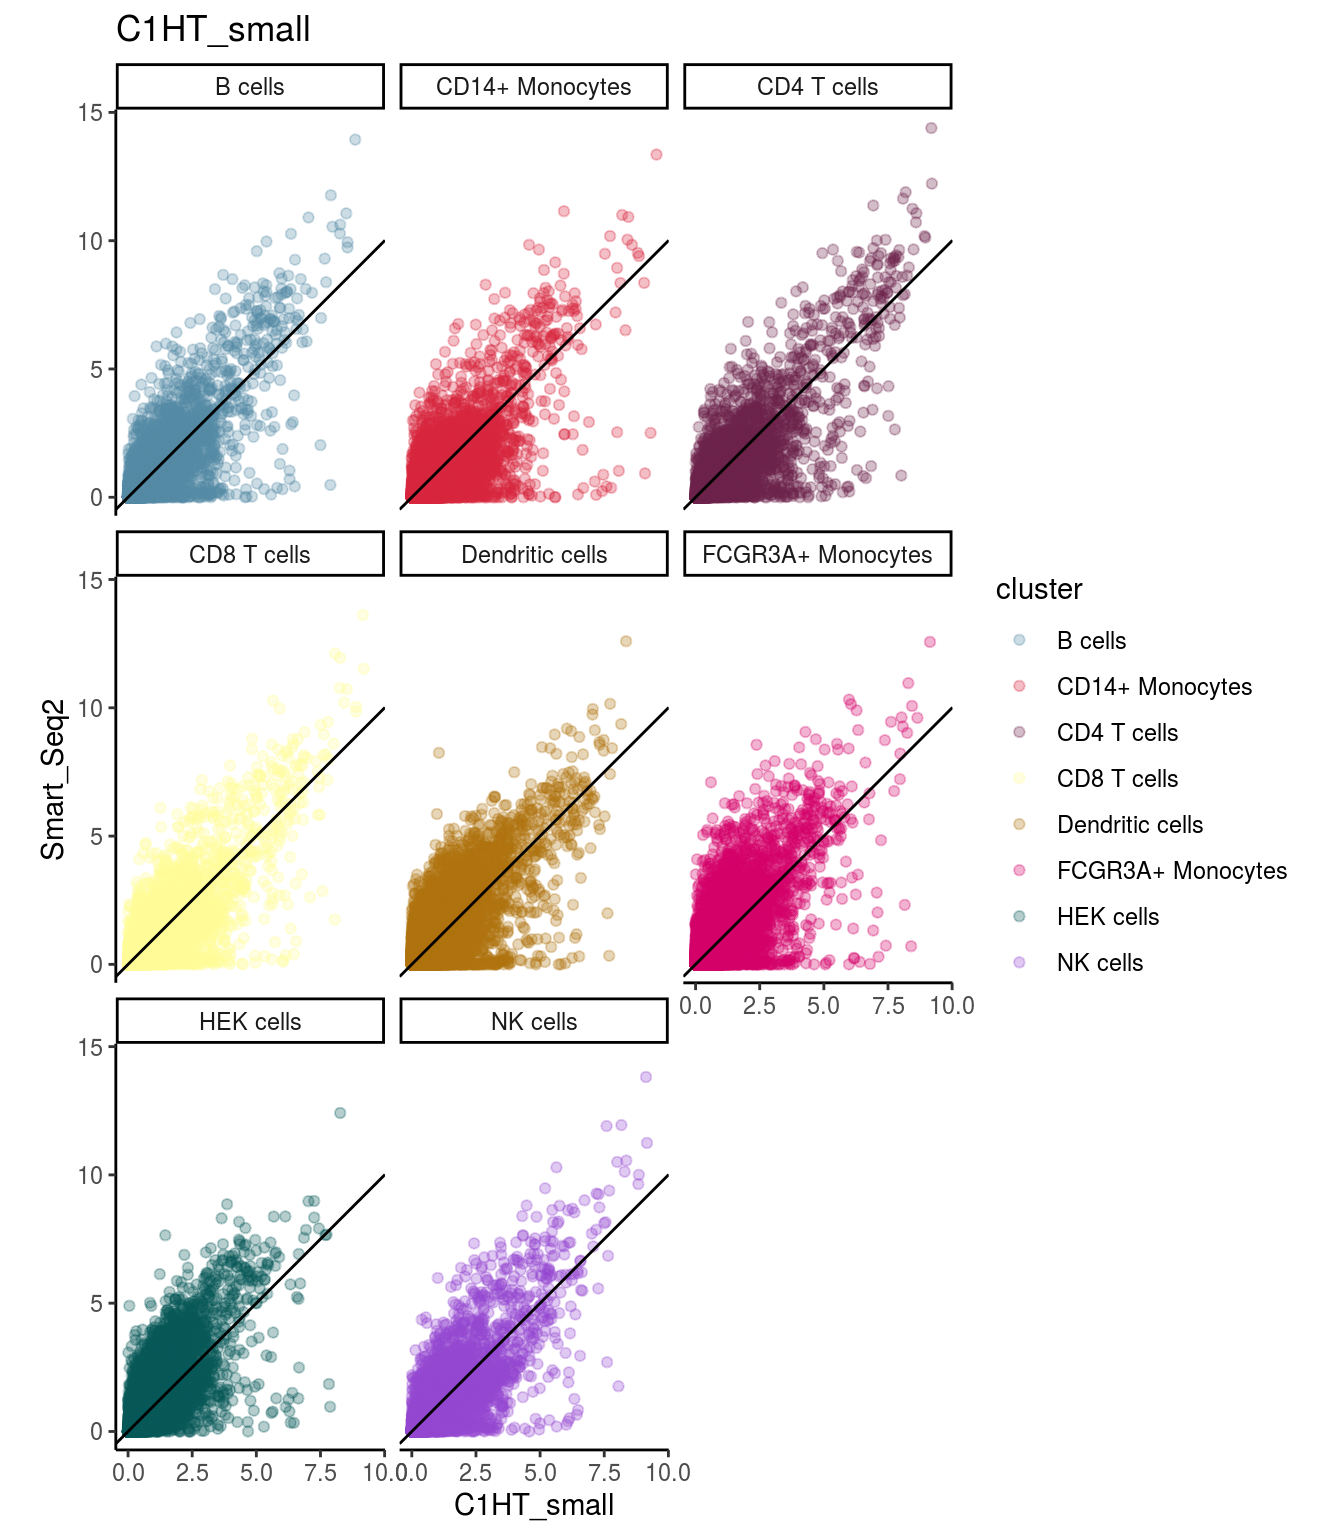 C1HT_small
B cells
CD14+ Monocytes
CD4 T cells
15
10
5
0
CD8 T cells
Dendritic cells
FCGR3A+ Monocytes
15
10
5
0
0.0 2.5 5.0 7.5 10.0
Smart_Seq2
HEK cells
NK cells
15
10
5
0
0.0 2.5 5.0 7.5 10.0
0.0 2.5 5.0 7.5 10.0
C1HT_small
cluster
B cells
CD14+ Monocytes
CD4 T cells
CD8 T cells
Dendritic cells
FCGR3A+ Monocytes
HEK cells
NK cells